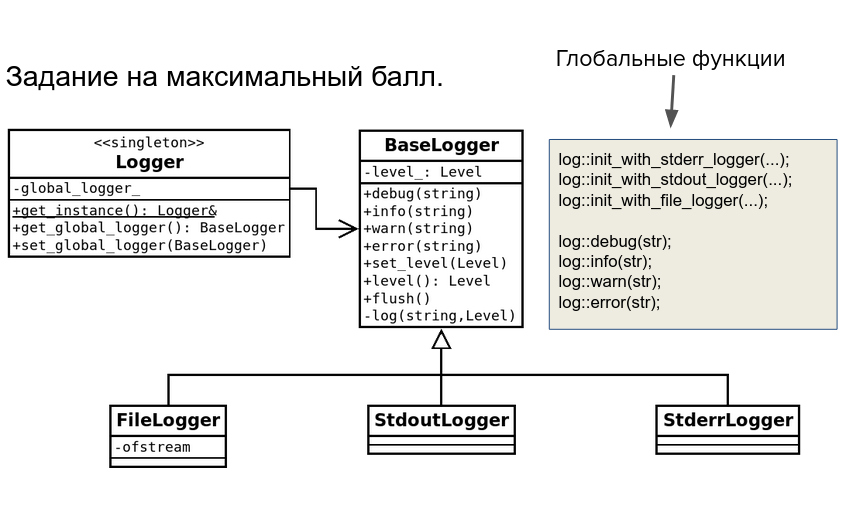 Глобальные функции
Задание на максимальный балл.
<<singleton>>
Logger
-global_logger_
+get_instance(): Logger&
+get_global_logger(): BaseLogger
+set_global_logger(BaseLogger)
BaseLogger
-level_: Level
+debug(string)
+info(string)
+warn(string)
+error(string)
+set_level(Level)
+level(): Level
+flush()
-log(string,Level)
log::init_with_stderr_logger(...);
log::init_with_stdout_logger(...);
log::init_with_file_logger(...);
log::debug(str);
log::info(str);
log::warn(str);
log::error(str);
FileLogger
-ofstream
StdoutLogger
StderrLogger